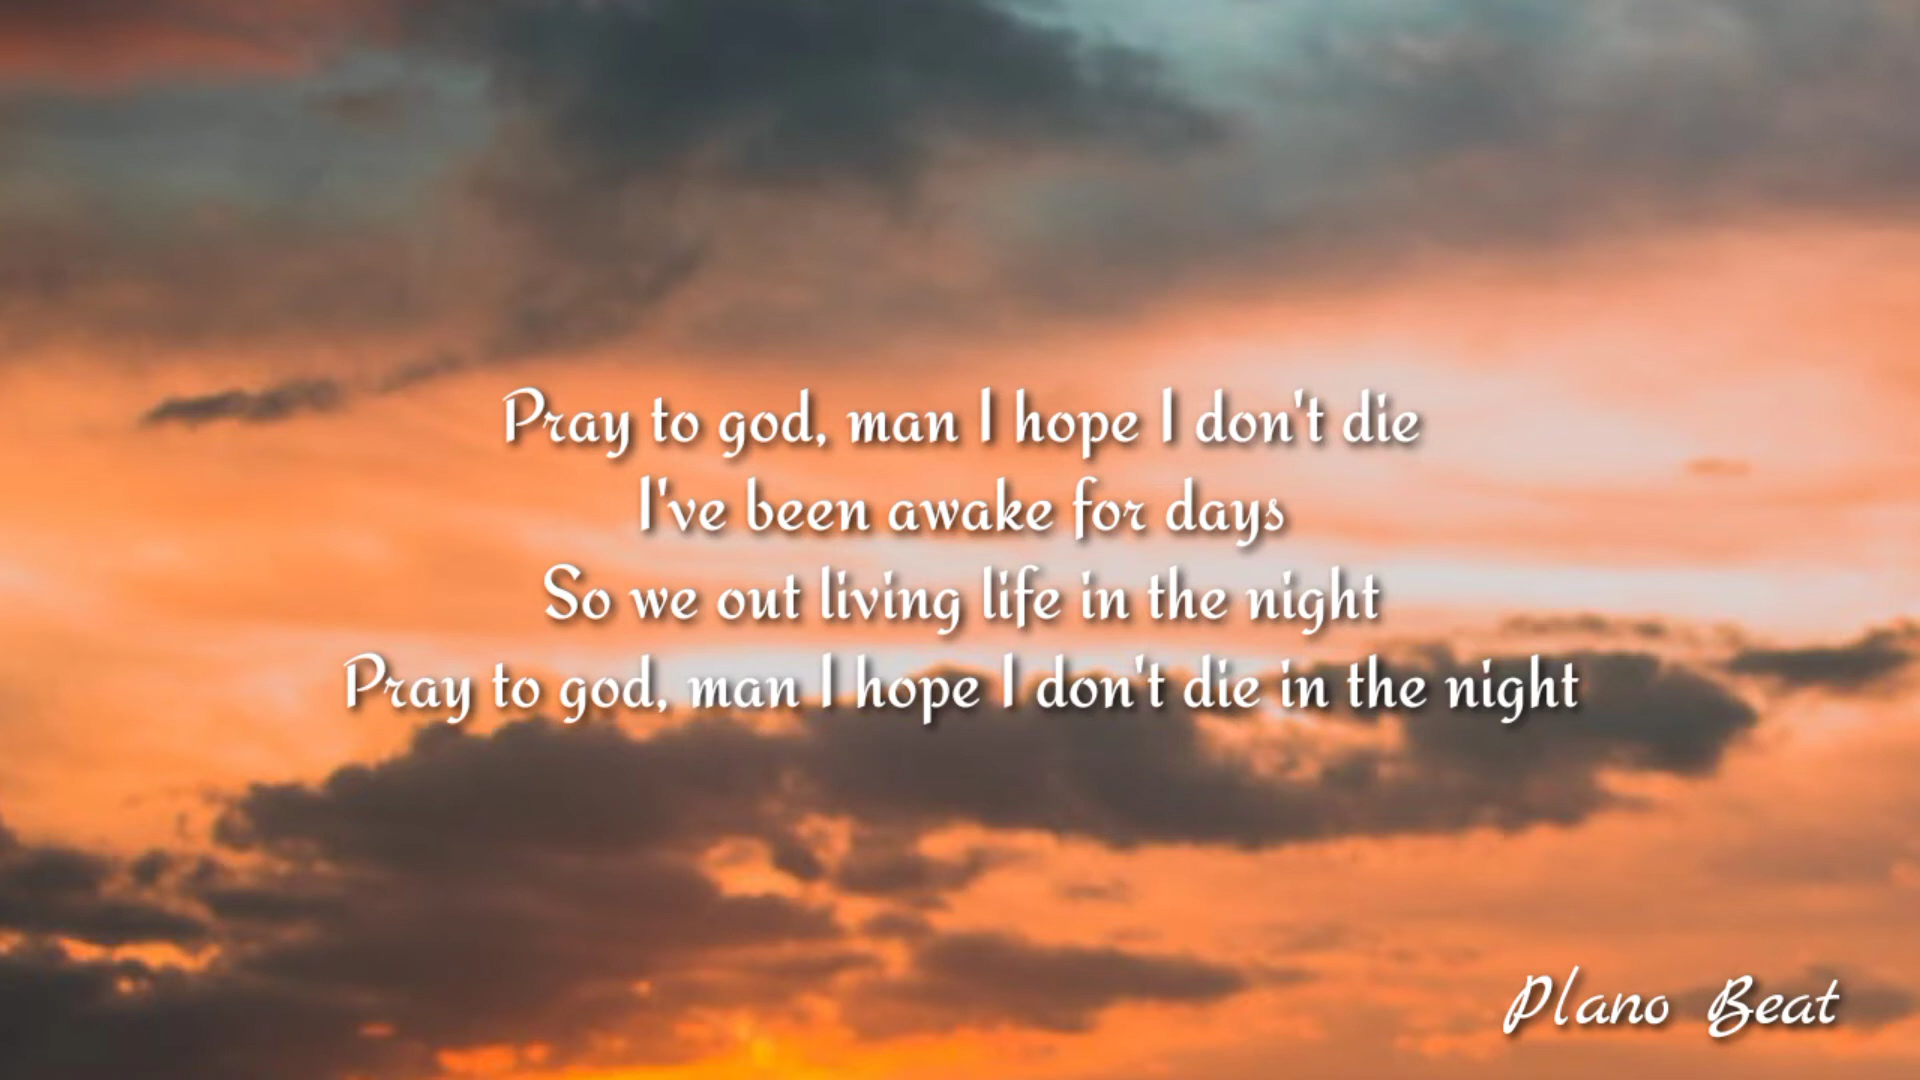 Pray to god, man I hope I don't die
I've been awake for days
So we out living life in the night
Pray to god, man I hope I don't die in the night
Plano Beat